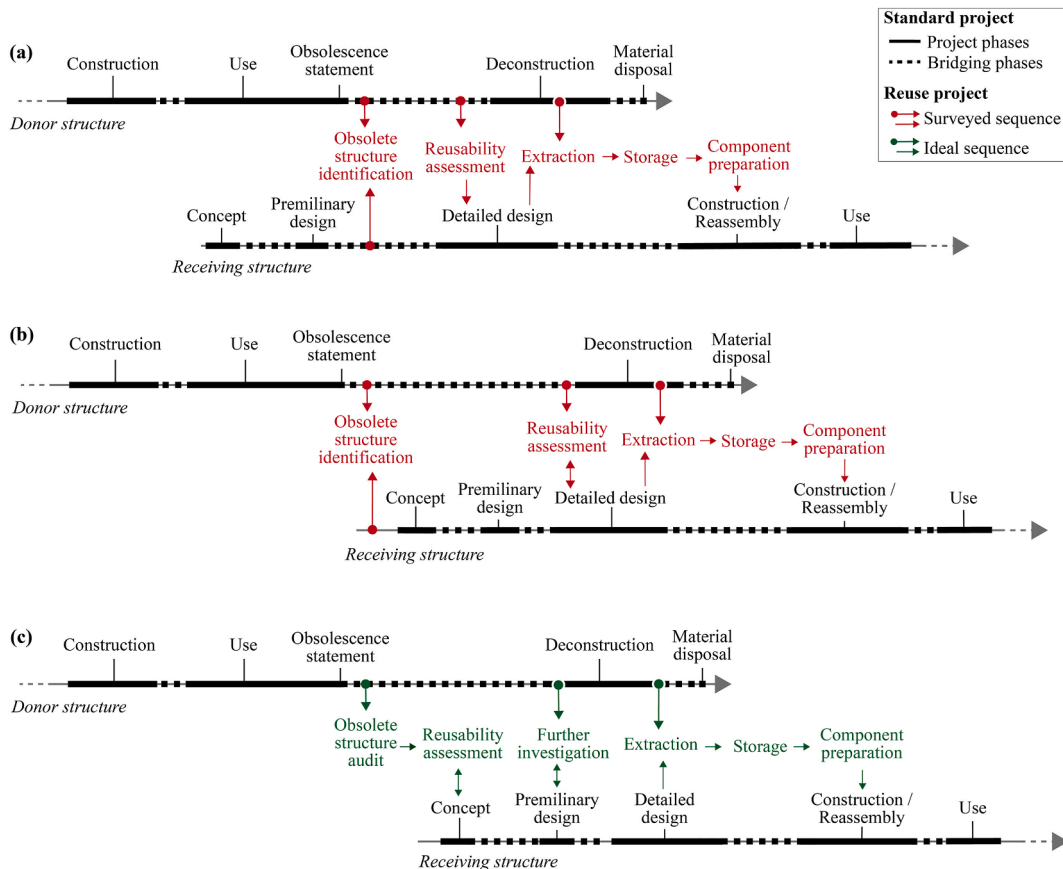 Standard project
Project phases
Bridging phases
Reuse project
Surveyed sequence
Ideal sequence
(a)
Construction
Use
Obsolescence
statement
Deconstruction
Material
disposal
Donor structure
Obsolete
structure
identification
Reusability
assessment
Extraction
Storage
Component
preparation
Concept
Premilinary
design
Detailed design
Construction /
Reassembly
Use
Receiving structure
(b)
Construction
Use
Obsolescence
statement
Deconstruction
Material
disposal
Donor structure
Obsolete
structure
identification
Reusability
assessment
Extraction
Storage
Component
preparation
Concept
Premilinary
design
Detailed design
Construction /
Reassembly
Use
Receiving structure
(c)
Construction
Use
Obsolescence
statement
Deconstruction
Material
disposal
Donor structure
Obsolete
structure
audit
Reusability
assessment
Further
investigation
Extraction
Storage
Component
preparation
Concept
Premilinary
design
Detailed
design
Construction /
Reassembly
Use
Receiving structure